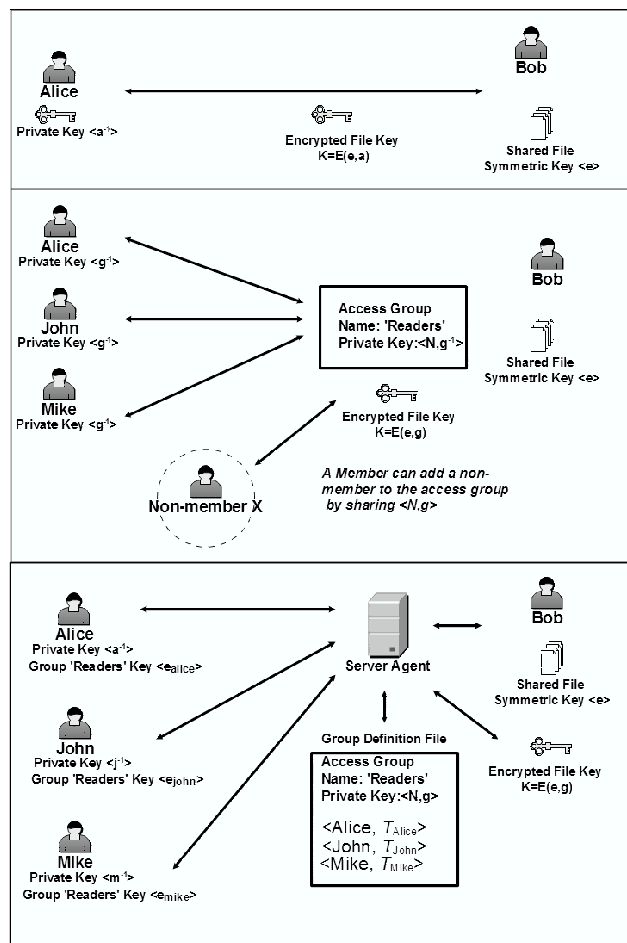 Alice
Private Key <a⁻¹>
Encrypted File Key
K=E(e,a)
Bob
Shared File
Symmetric Key <e>
Alice
Private Key <g⁻¹>
John
Private Key <g⁻¹>
Mike
Private Key <g⁻¹>
Access Group
Name: 'Readers'
Private Key:<N,g⁻¹>
Bob
Shared File
Symmetric Key <e>
Encrypted File Key
K=E(e,g)
Non-member X
A Member can add a non-
member to the access group
by sharing <N,g>
Alice
Private Key <a⁻¹>
Group 'Readers' Key <e_alice>
John
Private Key <j⁻¹>
Group 'Readers' Key <e_john>
Mike
Private Key <m⁻¹>
Group 'Readers' Key <e_mike>
Server Agent
Group Definition File
Access Group
Name: 'Readers'
Private Key:<N,g>
<Alice, T_Alice>
<John, T_John>
<Mike, T_Mike>
Bob
Shared File
Symmetric Key <e>
Encrypted File Key
K=E(e,g)